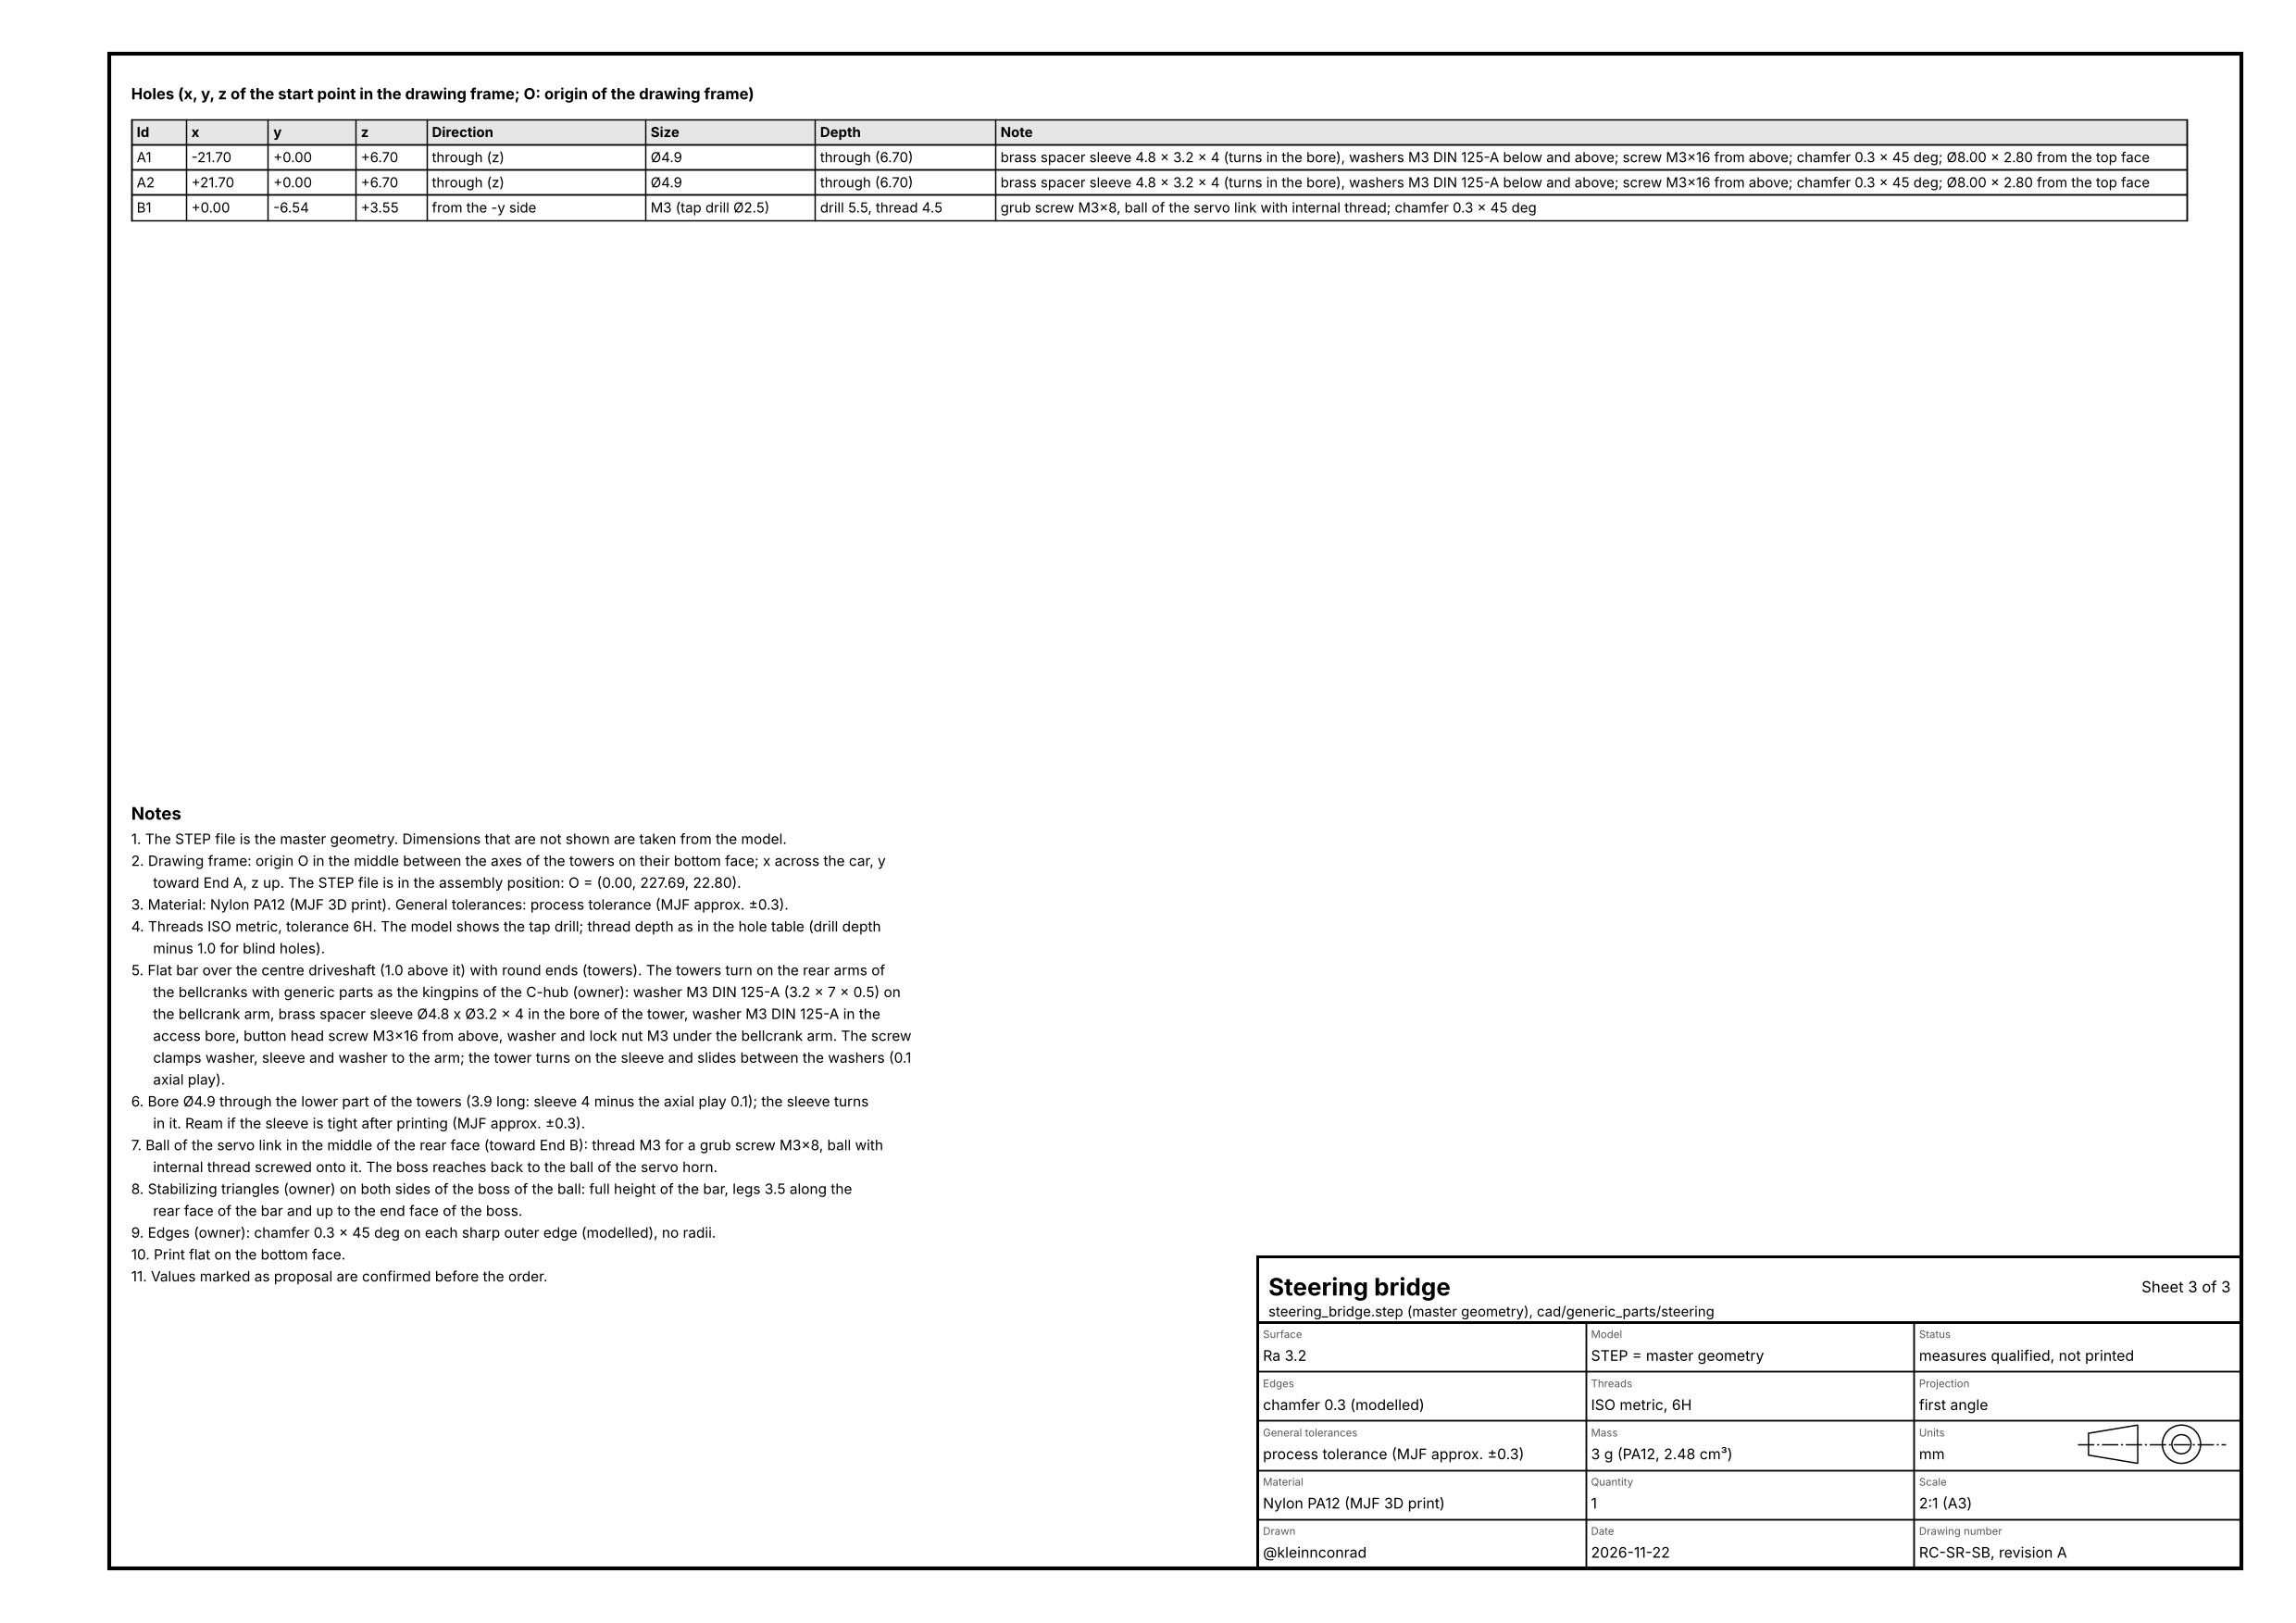 Holes (x, y, z of the start point in the drawing frame; O: origin of the drawing frame)
Id x y z Direction Size Depth Note
A1 -21.70 +0.00 +6.70 through (z) Ø4.9 through (6.70) brass spacer sleeve 4.8 × 3.2 × 4 (turns in the bore), washers M3 DIN 125-A below and above; screw M3×16 from above; chamfer 0.3 × 45 deg; Ø8.00 × 2.80 from the top face
A2 +21.70 +0.00 +6.70 through (z) Ø4.9 through (6.70) brass spacer sleeve 4.8 × 3.2 × 4 (turns in the bore), washers M3 DIN 125-A below and above; screw M3×16 from above; chamfer 0.3 × 45 deg; Ø8.00 × 2.80 from the top face
B1 +0.00 -6.54 +3.55 from the -y side M3 (tap drill Ø2.5) drill 5.5, thread 4.5 grub screw M3×8, ball of the servo link with internal thread; chamfer 0.3 × 45 deg
Notes
1. The STEP file is the master geometry. Dimensions that are not shown are taken from the model.
2. Drawing frame: origin O in the middle between the axes of the towers on their bottom face; x across the car, y
toward End A, z up. The STEP file is in the assembly position: O = (0.00, 227.69, 22.80).
3. Material: Nylon PA12 (MJF 3D print). General tolerances: process tolerance (MJF approx. ±0.3).
4. Threads ISO metric, tolerance 6H. The model shows the tap drill; thread depth as in the hole table (drill depth
minus 1.0 for blind holes).
5. Flat bar over the centre driveshaft (1.0 above it) with round ends (towers). The towers turn on the rear arms of
the bellcranks with generic parts as the kingpins of the C-hub (owner): washer M3 DIN 125-A (3.2 × 7 × 0.5) on
the bellcrank arm, brass spacer sleeve Ø4.8 x Ø3.2 × 4 in the bore of the tower, washer M3 DIN 125-A in the
access bore, button head screw M3×16 from above, washer and lock nut M3 under the bellcrank arm. The screw
clamps washer, sleeve and washer to the arm; the tower turns on the sleeve and slides between the washers (0.1
axial play).
6. Bore Ø4.9 through the lower part of the towers (3.9 long: sleeve 4 minus the axial play 0.1); the sleeve turns
in it. Ream if the sleeve is tight after printing (MJF approx. ±0.3).
7. Ball of the servo link in the middle of the rear face (toward End B): thread M3 for a grub screw M3×8, ball with
internal thread screwed onto it. The boss reaches back to the ball of the servo horn.
8. Stabilizing triangles (owner) on both sides of the boss of the ball: full height of the bar, legs 3.5 along the
rear face of the bar and up to the end face of the boss.
9. Edges (owner): chamfer 0.3 × 45 deg on each sharp outer edge (modelled), no radii.
10. Print flat on the bottom face.
11. Values marked as proposal are confirmed before the order.
Steering bridge Sheet 3 of 3
steering_bridge.step (master geometry), cad/generic_parts/steering
Surface Model Status
Ra 3.2 STEP = master geometry measures qualified, not printed
Edges Threads Projection
chamfer 0.3 (modelled) ISO metric, 6H first angle
General tolerances Mass Units
process tolerance (MJF approx. ±0.3) 3 g (PA12, 2.48 cm³) mm
Material Quantity Scale
Nylon PA12 (MJF 3D print) 1 2:1 (A3)
Drawn Date Drawing number
@kleinnconrad 2026-11-22 RC-SR-SB, revision A